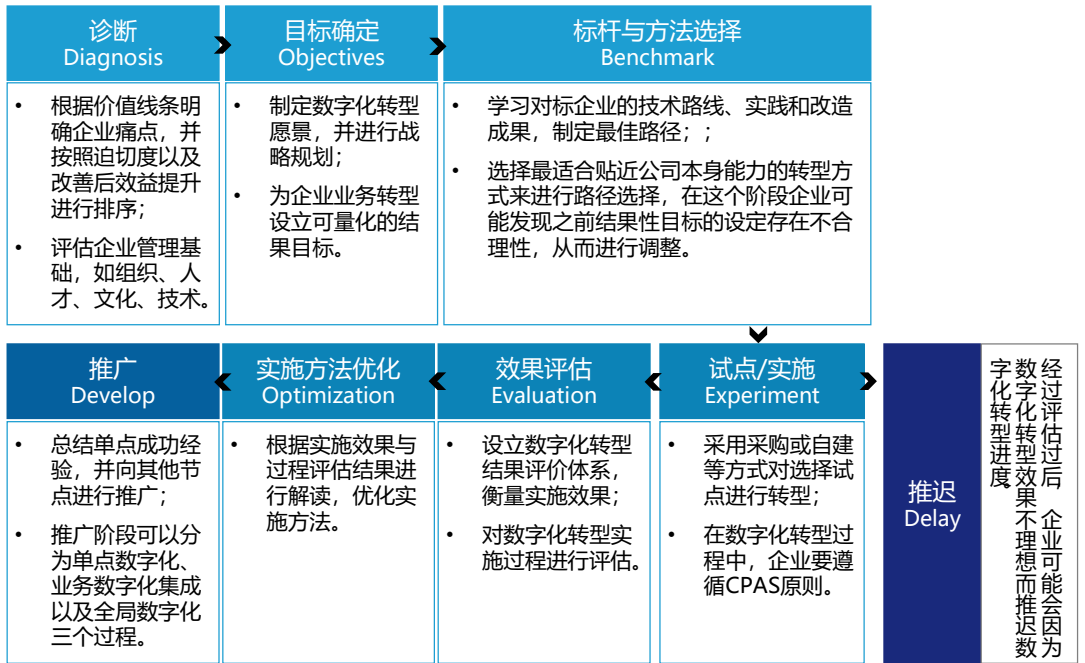 诊断
Diagnosis
• 根据价值线条明
确企业痛点，并
按照迫切度以及
改善后效益提升
进行排序；
• 评估企业管理基
础，如组织、人
才、文化、技术。
目标确定
Objectives
• 制定数字化转型
愿景，并进行战
略规划；
• 为企业业务转型
设立可量化的结
果目标。
标杆与方法选择
Benchmark
• 学习对标企业的技术路线、实践和改造
成果，制定最佳路径；；
• 选择最适合贴近公司本身能力的转型方
式来进行路径选择，在这个阶段企业可
能发现之前结果性目标的设定存在不合
理性，从而进行调整。
试点/实施
Experiment
• 采用采购或自建
等方式对选择试
点进行转型；
• 在数字化转型过
程中，企业要遵
循CPAS原则。
效果评估
Evaluation
• 设立数字化转型
结果评价体系，
衡量实施效果；
• 对数字化转型实
施过程进行评估。
实施方法优化
Optimization
• 根据实施效果与
过程评估结果进
行解读，优化实
施方法。
推广
Develop
• 总结单点成功经
验，并向其他节
点进行推广；
• 推广阶段可以分
为单点数字化、
业务数字化集成
以及全局数字化
三个过程。
推迟
Delay
经过评估过后，企业可能会因为
数字化转型效果不理想而推迟数
字化转型进度。